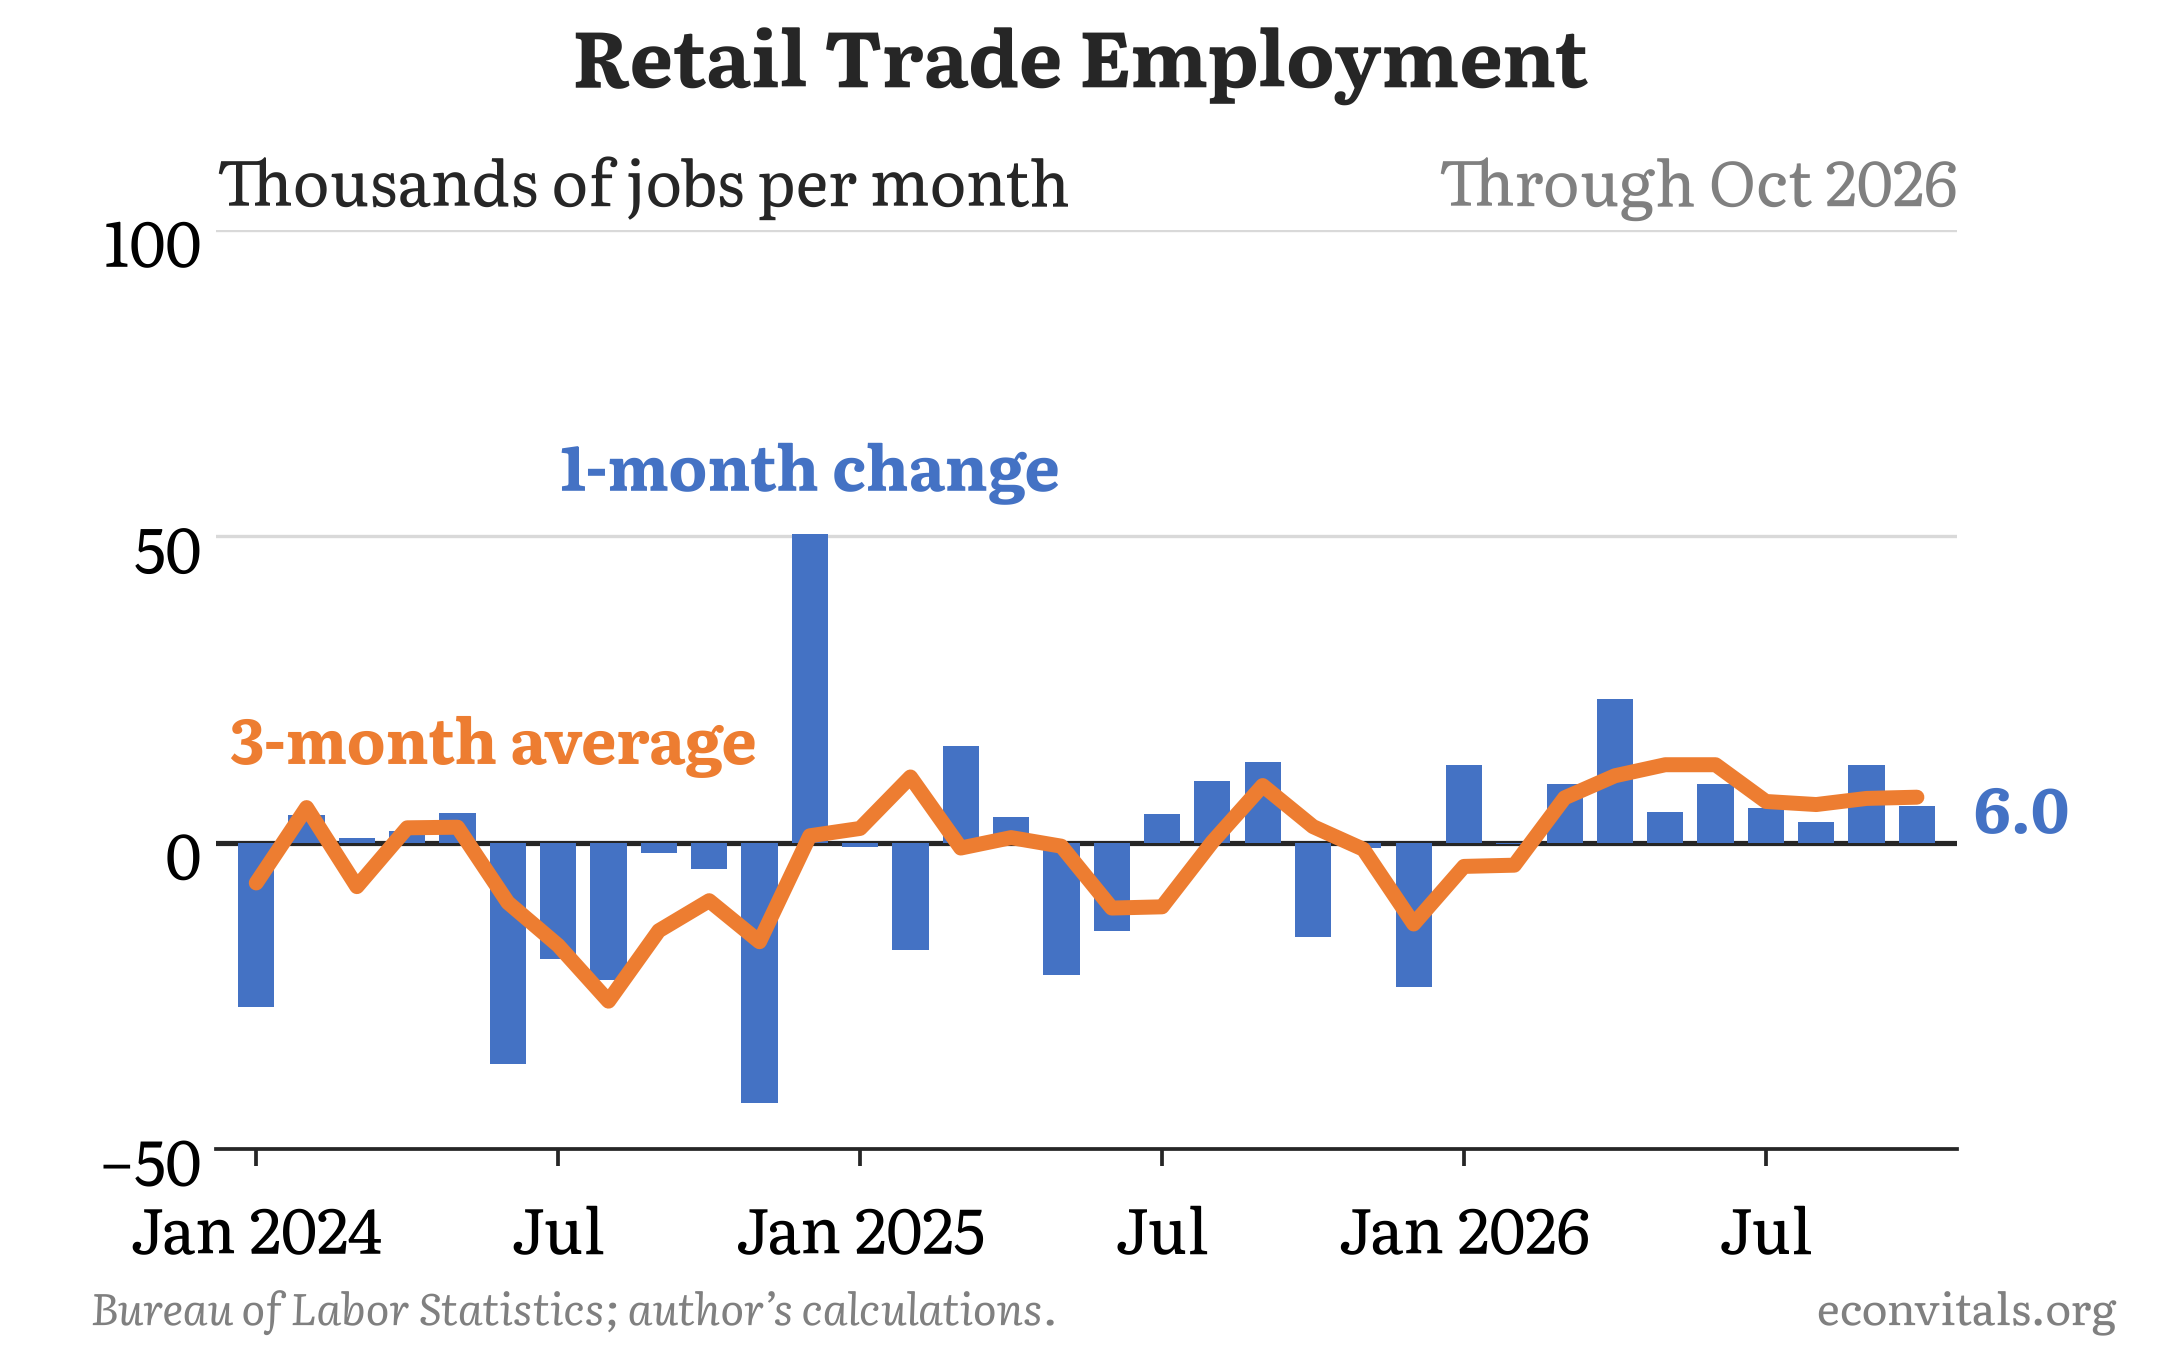 Retail Trade Employment
Thousands of jobs per month
Through Oct 2026
100
1-month change
50
3-month average
6.0
0
−50
Jan 2024
Jul
Jan 2025
Jul
Jan 2026
Jul
Bureau of Labor Statistics; author’s calculations.
econvitals.org